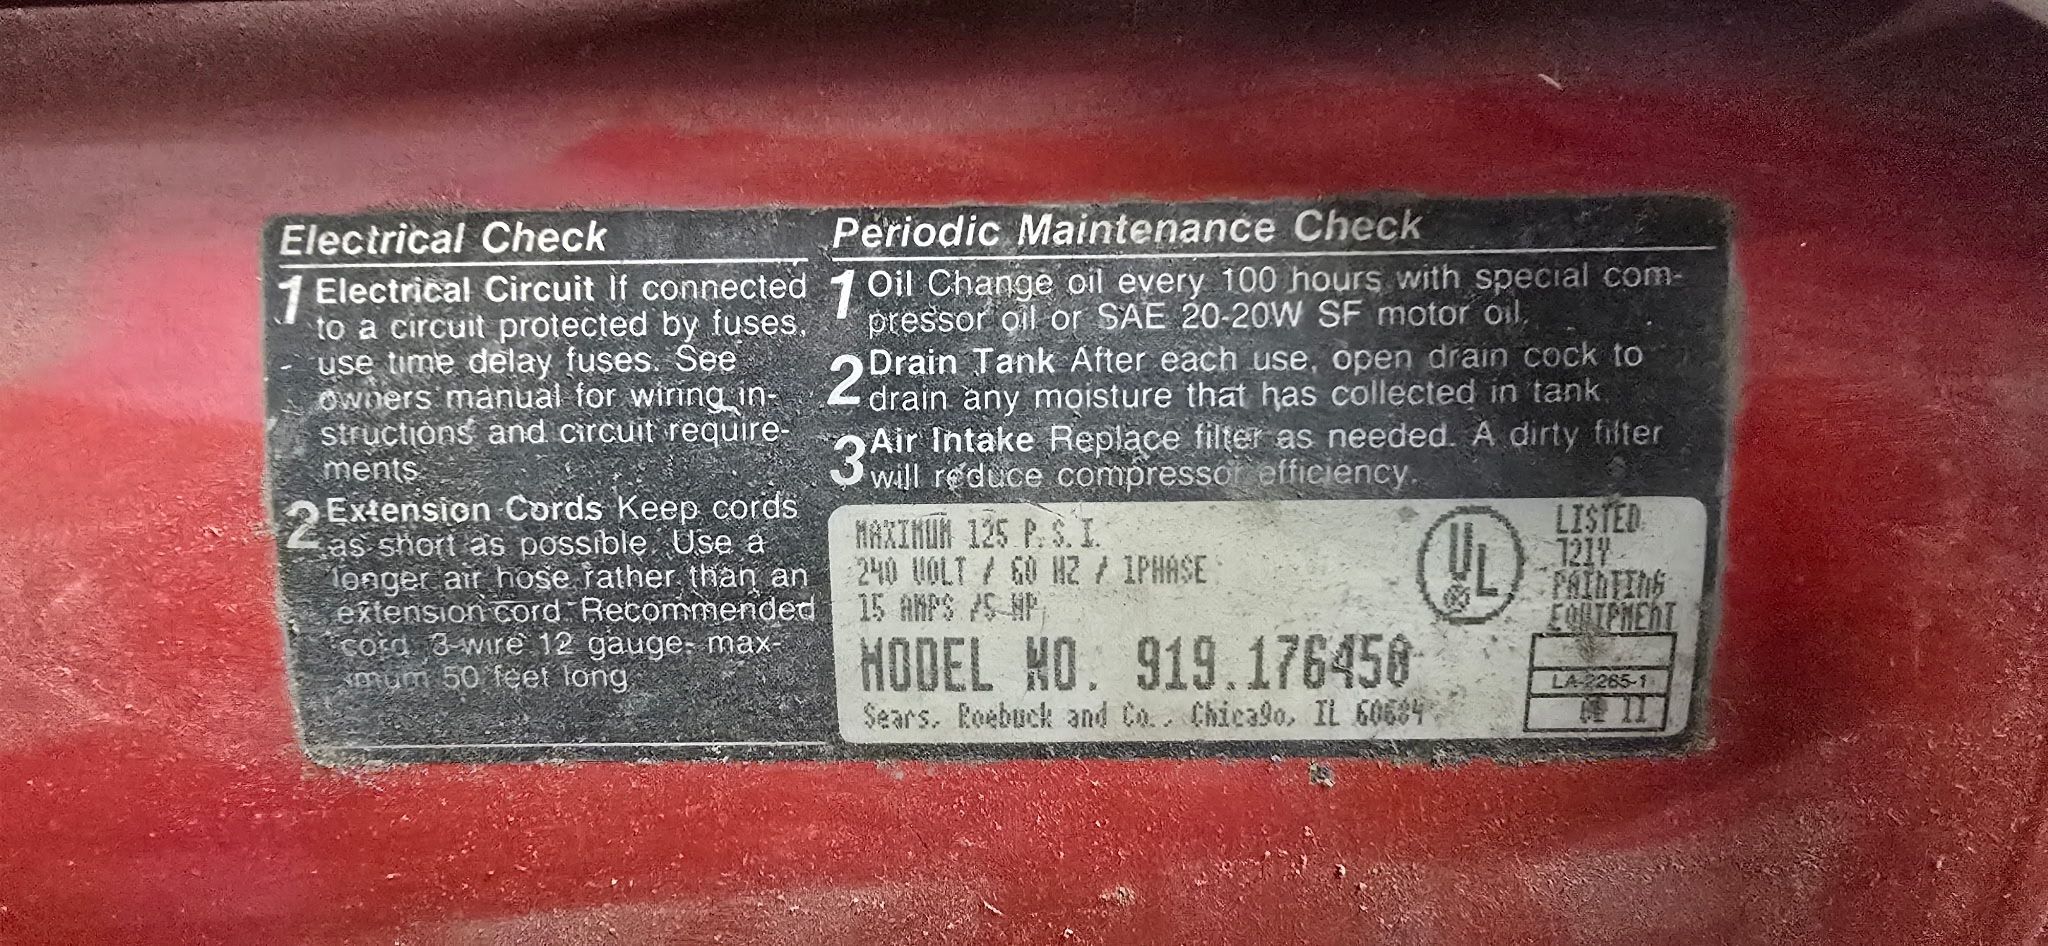 Electrical Check
1 Electrical Circuit If connected
to a circuit protected by fuses,
use time delay fuses. See
owners manual for wiring in-
structions and circuit require-
ments.
2 Extension Cords Keep cords
as short as possible. Use a
longer air hose rather than an
extension cord. Recommended
cord, 3-wire 12 gauge- max-
imum 50 feet long
Periodic Maintenance Check
1 Oil Change oil every 100 hours with special com-
pressor oil or SAE 20-20W SF motor oil.
2 Drain Tank After each use, open drain cock to
drain any moisture that has collected in tank
3 Air Intake Replace filter as needed. A dirty filter
will reduce compressor efficiency.
MAXIMUM 125 P.S.I.
240 VOLT / 60 HZ / 1PHASE
15 AMPS /5 HP
MODEL NO. 919.176450
Sears, Roebuck and Co., Chicago, IL 60684
UL
LISTED
721Y
PAINTING
EQUIPMENT
LA-2265-1
11